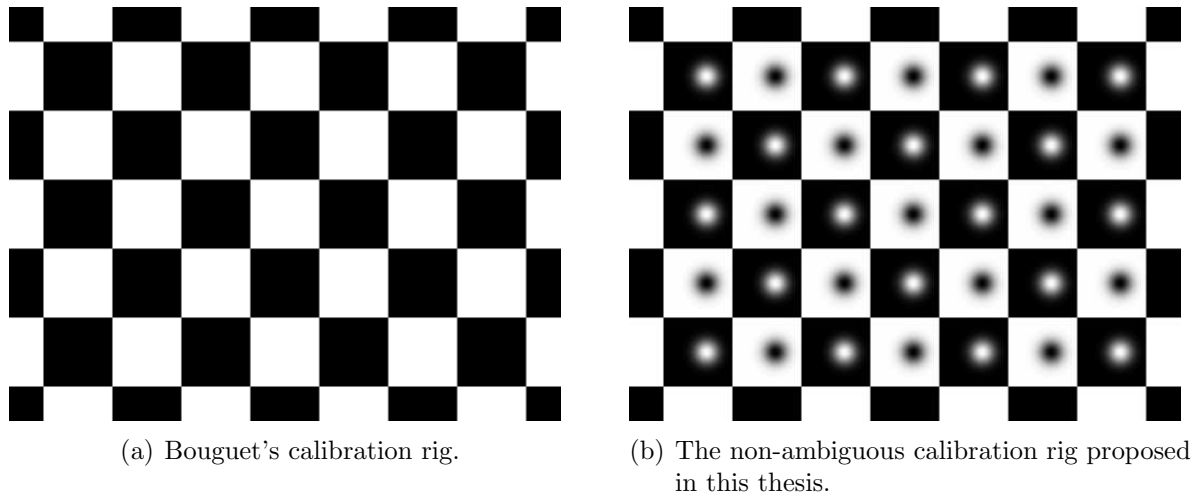 (a) Bouguet's calibration rig.
(b) The non-ambiguous calibration rig proposed
in this thesis.